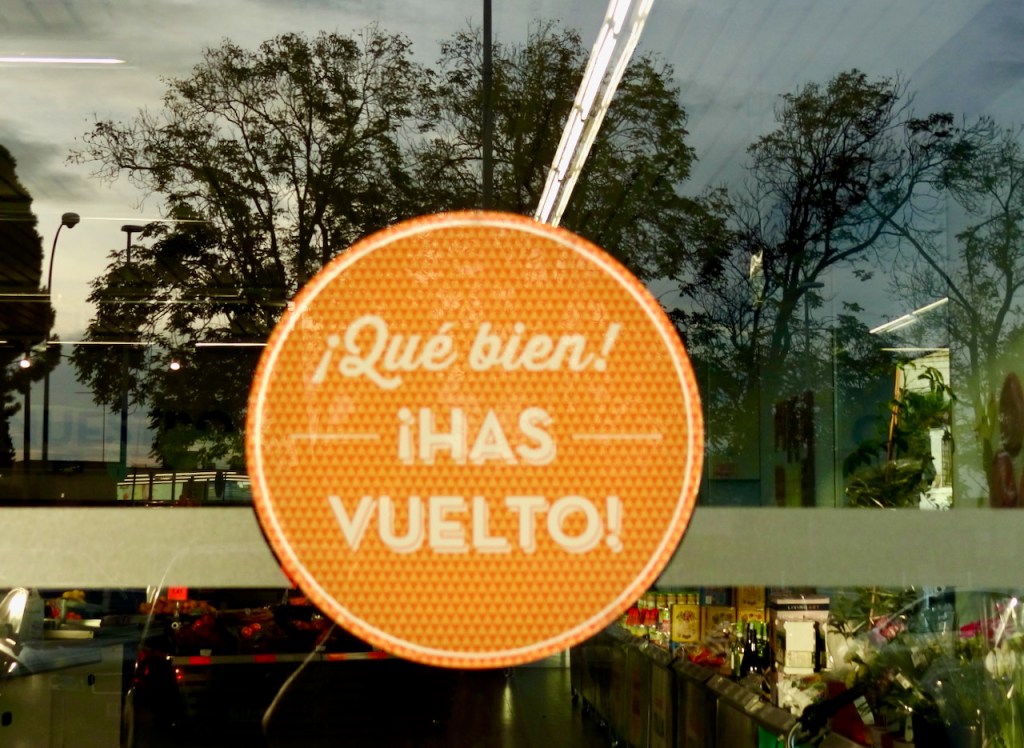 ¡Qué bien!
¡HAS
VUELTO!